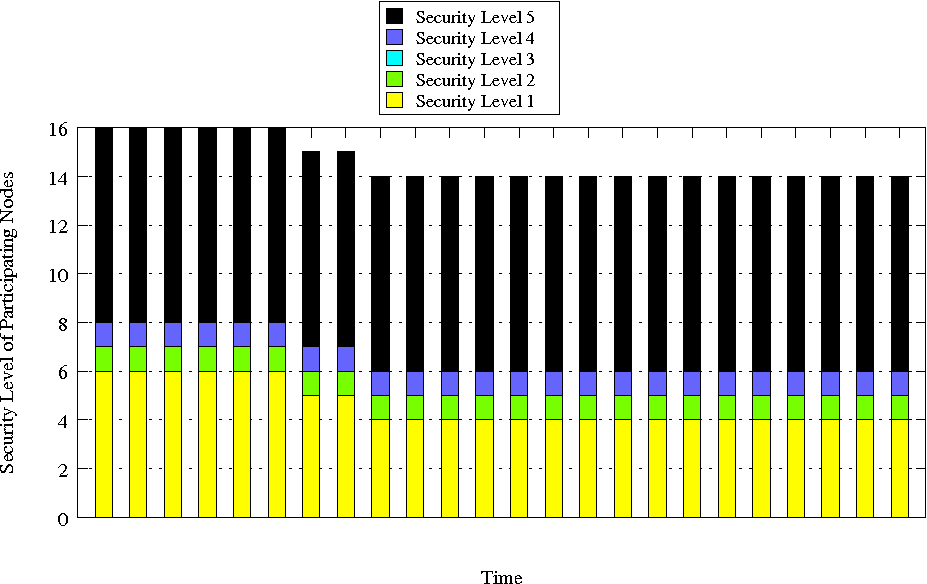 Security Level 5
Security Level 4
Security Level 3
Security Level 2
Security Level 1
16
14
12
10
8
6
4
2
0
Security Level of Participating Nodes
Time